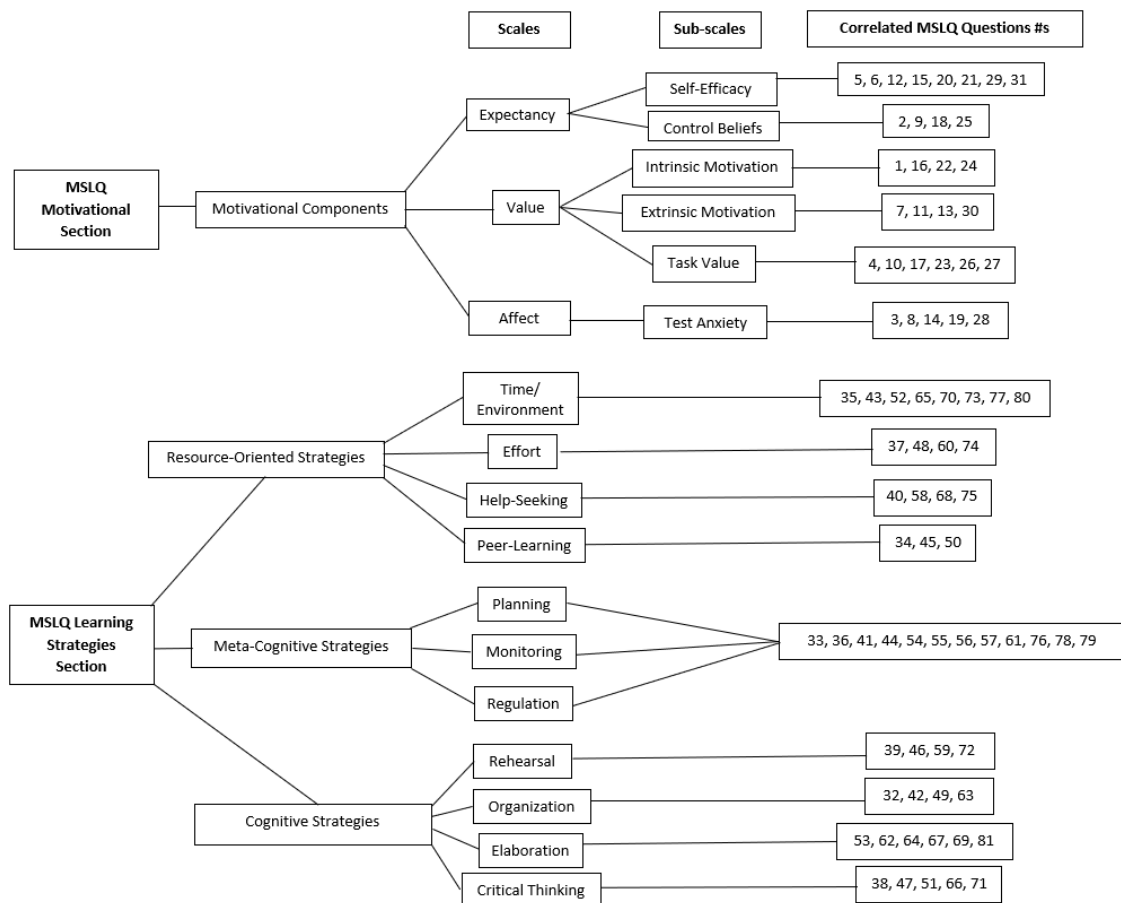 Scales
Sub-scales
Correlated MSLQ Questions #s
MSLQ
Motivational
Section
Motivational Components
Expectancy
Self-Efficacy
5, 6, 12, 15, 20, 21, 29, 31
Control Beliefs
2, 9, 18, 25
Value
Intrinsic Motivation
1, 16, 22, 24
Extrinsic Motivation
7, 11, 13, 30
Task Value
4, 10, 17, 23, 26, 27
Affect
Test Anxiety
3, 8, 14, 19, 28
MSLQ Learning
Strategies
Section
Resource-Oriented Strategies
Time/
Environment
35, 43, 52, 65, 70, 73, 77, 80
Effort
37, 48, 60, 74
Help-Seeking
40, 58, 68, 75
Peer-Learning
34, 45, 50
Meta-Cognitive Strategies
Planning
Monitoring
Regulation
33, 36, 41, 44, 54, 55, 56, 57, 61, 76, 78, 79
Cognitive Strategies
Rehearsal
39, 46, 59, 72
Organization
32, 42, 49, 63
Elaboration
53, 62, 64, 67, 69, 81
Critical Thinking
38, 47, 51, 66, 71